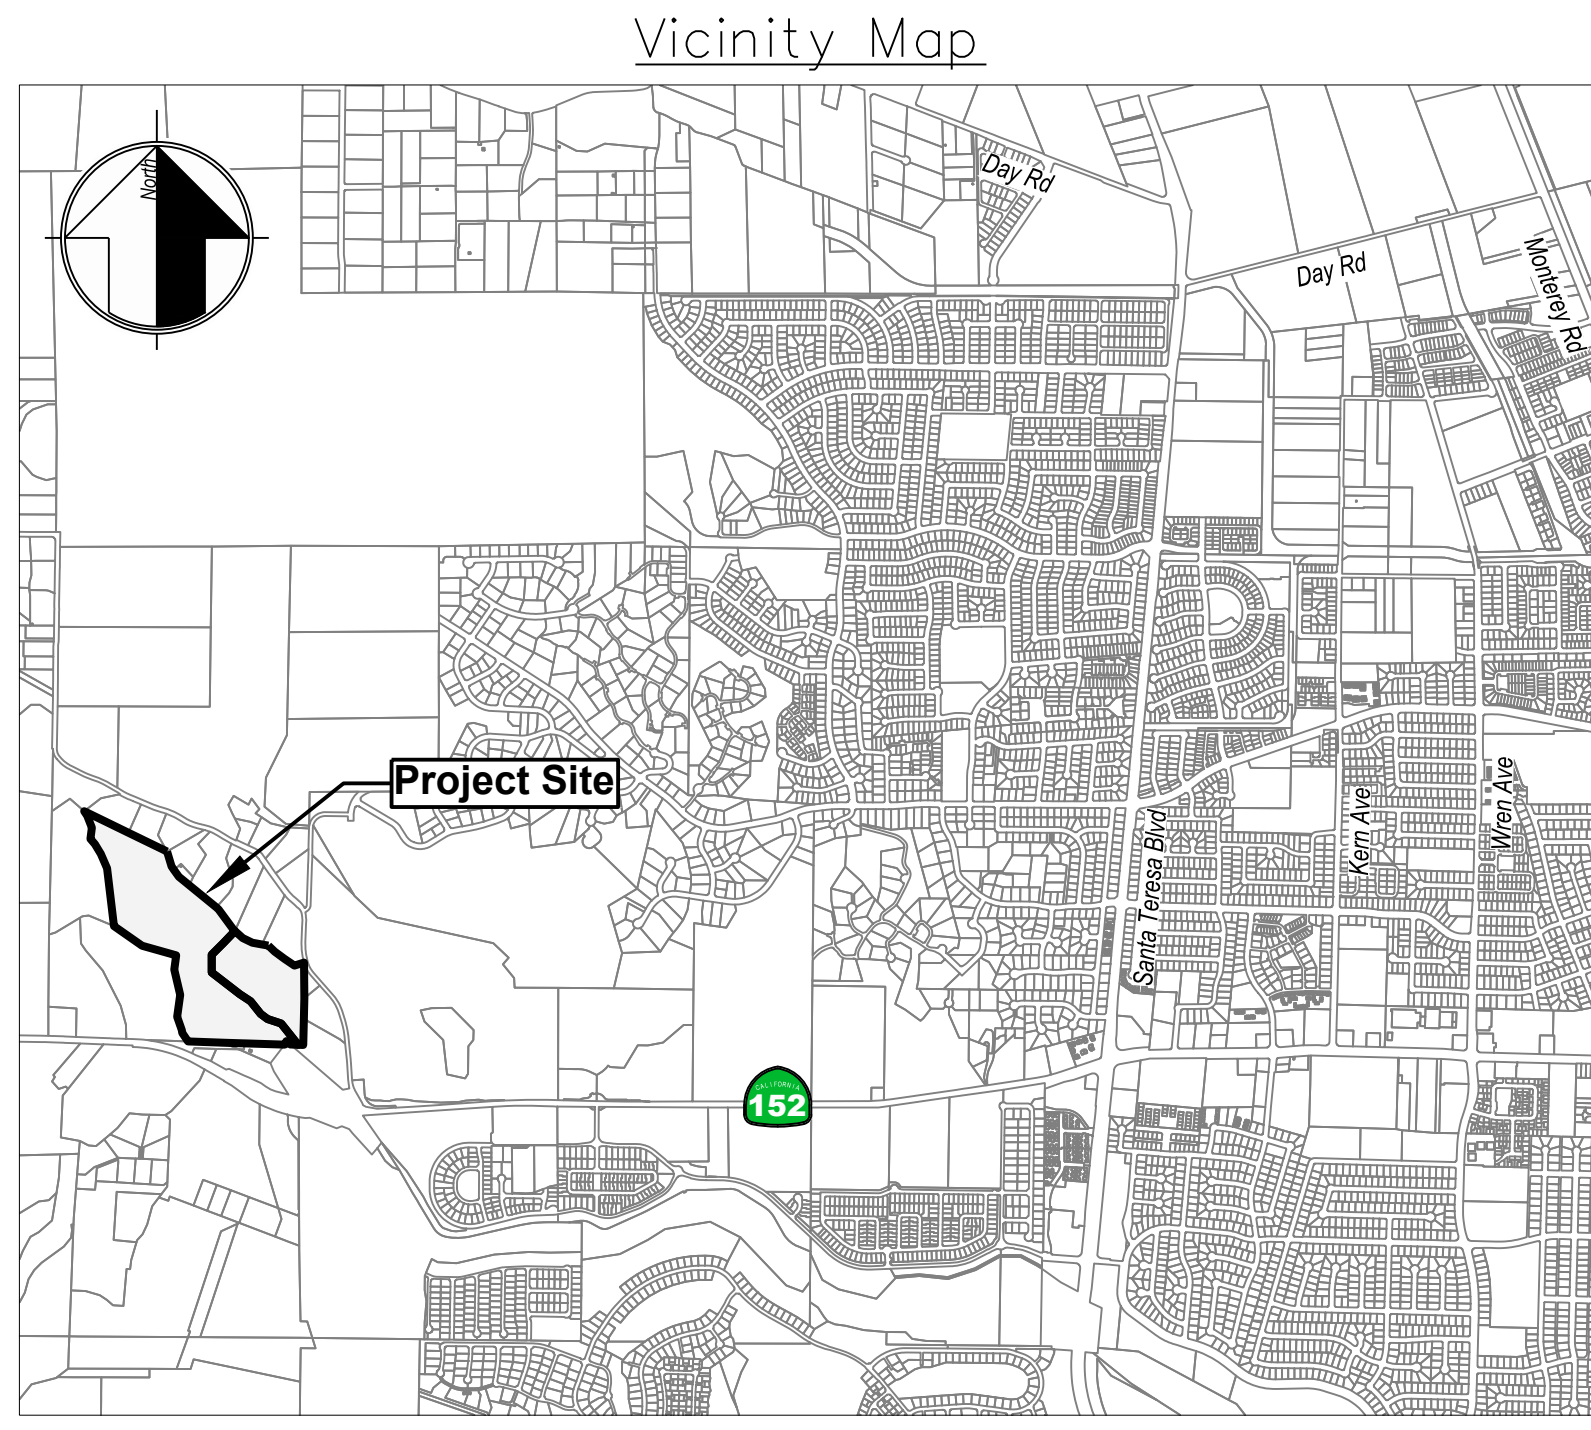 Vicinity Map
North
Day Rd
Day Rd
Monterey Rd
Project Site
Santa Teresa Blvd
Kern Ave
Wren Ave
CALIFORNIA
152